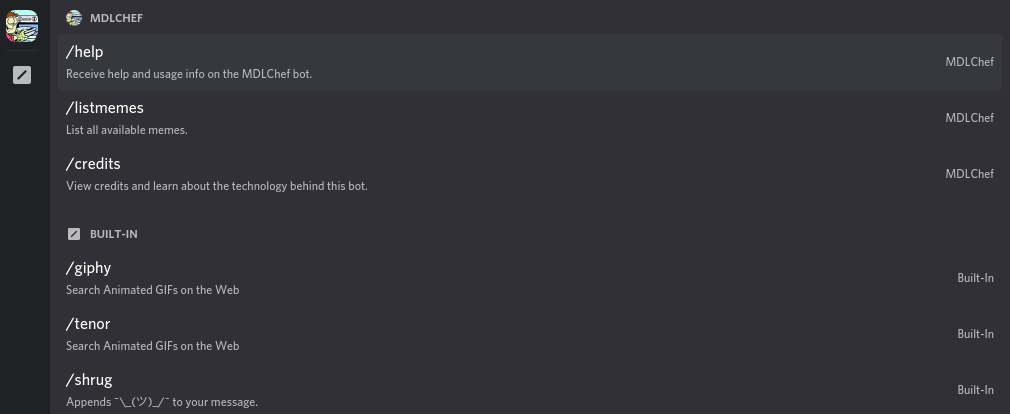 MDLCHEF
/help
Receive help and usage info on the MDLChef bot.
MDLChef
/listmemes
List all available memes.
MDLChef
/credits
View credits and learn about the technology behind this bot.
MDLChef
BUILT-IN
/giphy
Search Animated GIFs on the Web
Built-In
/tenor
Search Animated GIFs on the Web
Built-In
/shrug
Appends ¯\_(ツ)_/¯ to your message.
Built-In